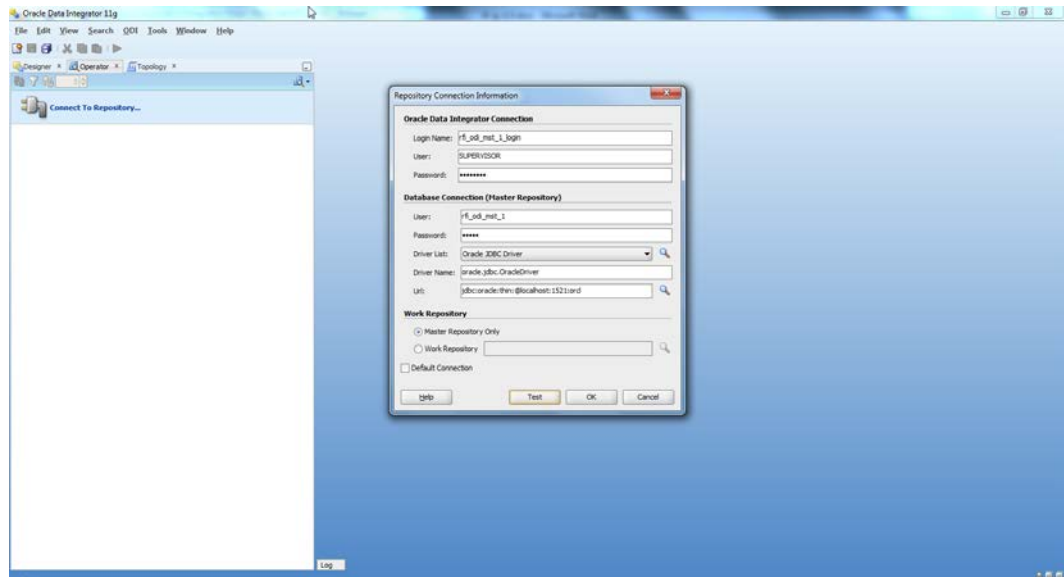 Oracle Data Integrator 11g
File Edit View Search ODI Tools Window Help
Designer Operator Topology
Connect To Repository...
Repository Connection Information
Oracle Data Integrator Connection
Login Name: rfi_odi_mst_1_login
User: SUPERVISOR
Password: ••••••••
Database Connection (Master Repository)
User: rfi_odi_mst_1
Password: •••••
Driver List: Oracle JDBC Driver
Driver Name: oracle.jdbc.OracleDriver
Url: jdbc:oracle:thin:@localhost:1521:orcl
Work Repository
Master Repository Only
Work Repository
Default Connection
Help Test OK Cancel
Log